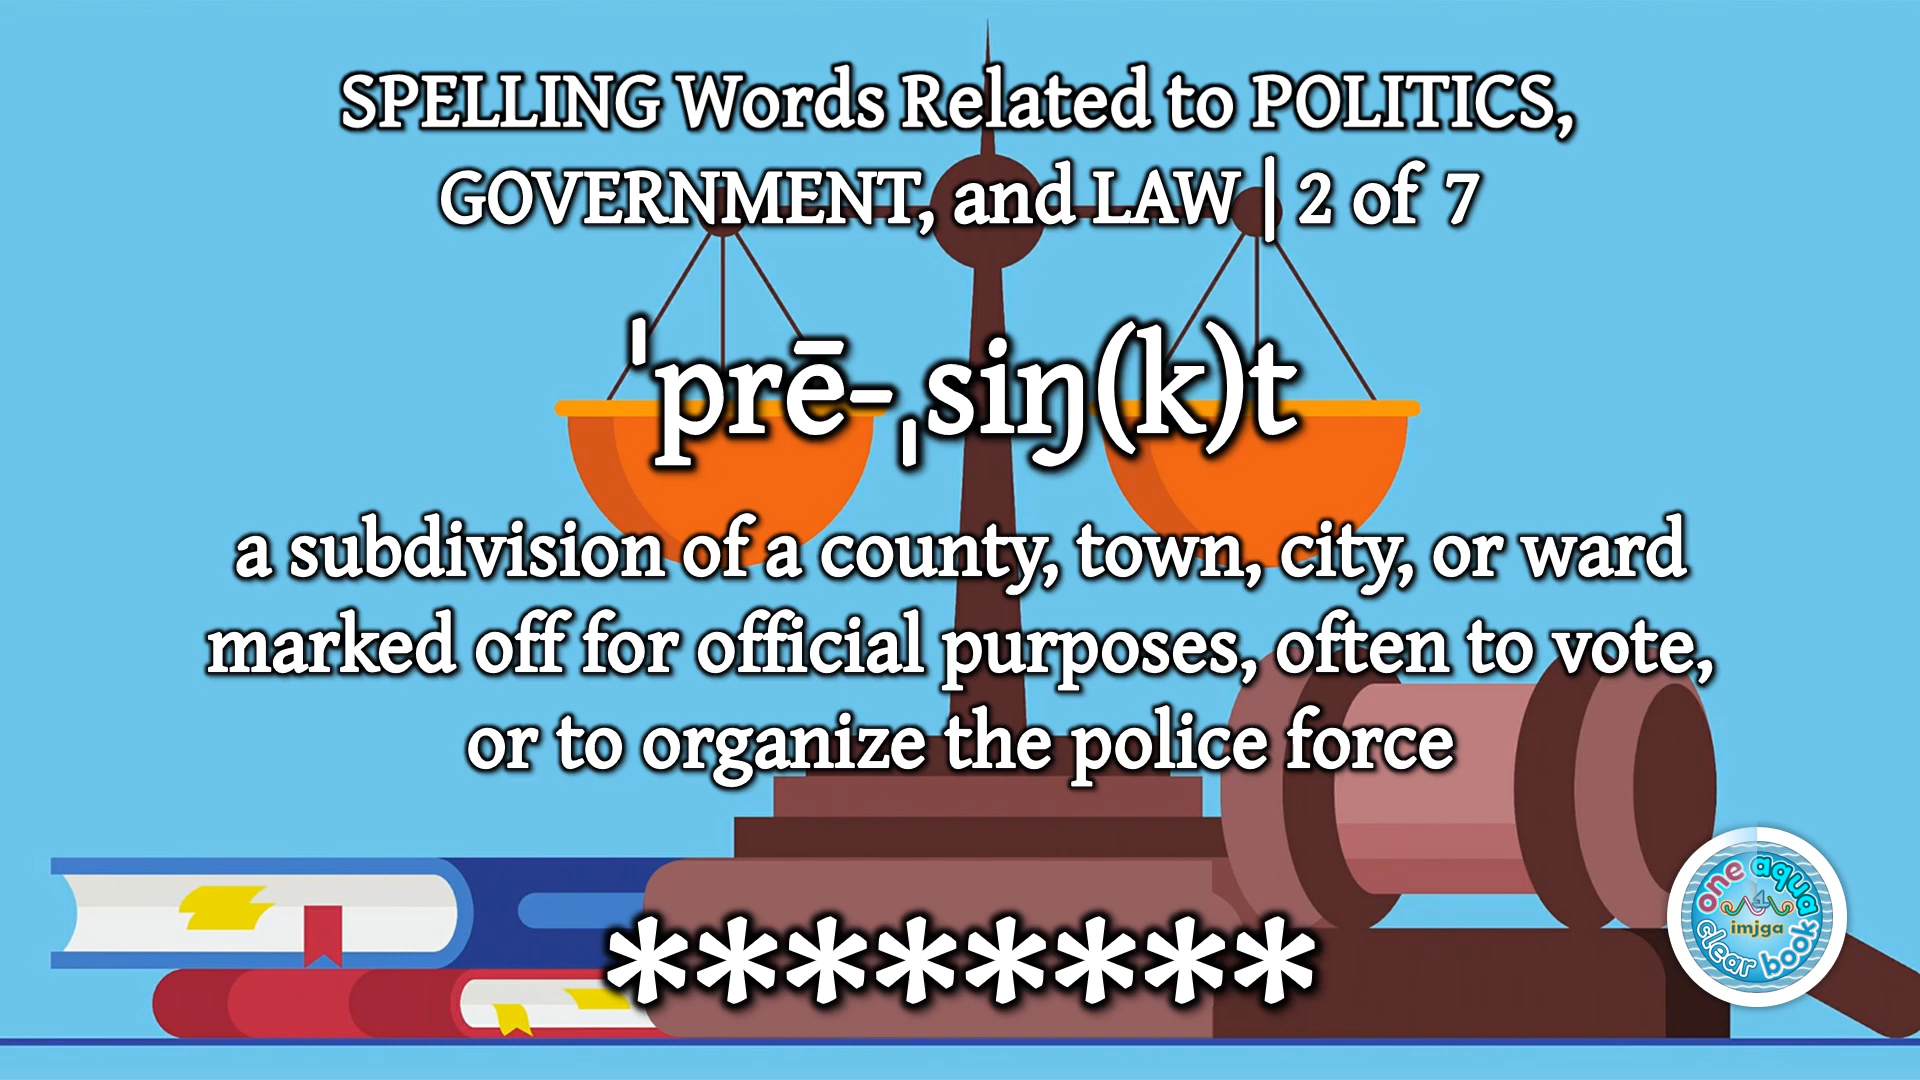 SPELLING Words Related to POLITICS,
GOVERNMENT, and LAW | 2 of 7
ˈprē-ˌsiŋ(k)t
a subdivision of a county, town, city, or ward
marked off for official purposes, often to vote,
or to organize the police force
********
one aqua
1
imjga
clear book